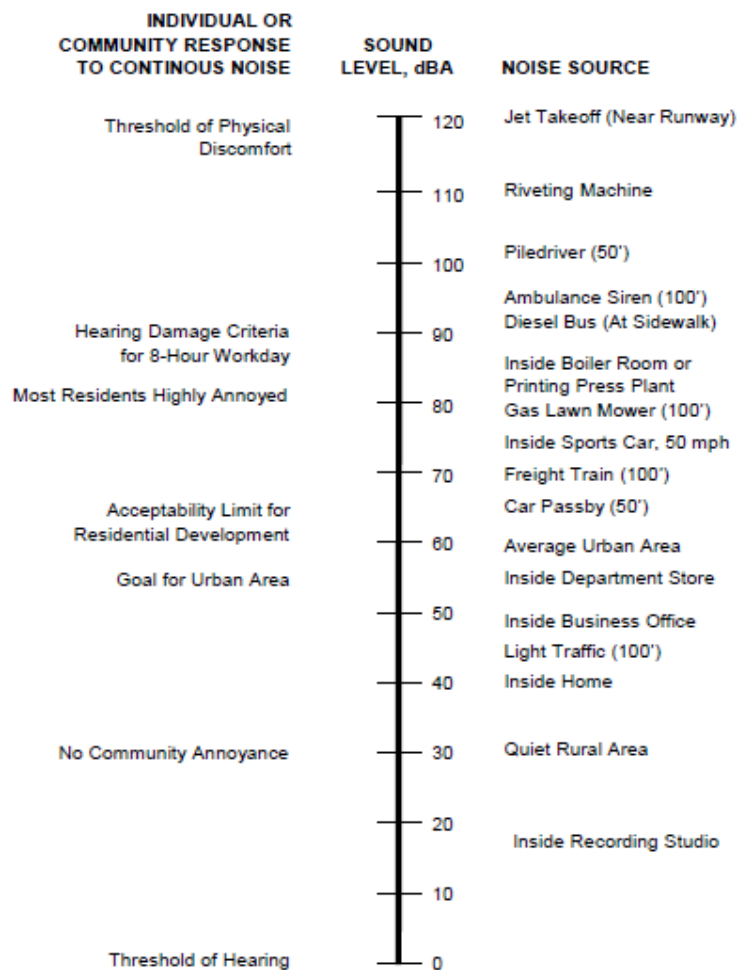 INDIVIDUAL OR
COMMUNITY RESPONSE
TO CONTINOUS NOISE
SOUND
LEVEL, dBA
NOISE SOURCE
Threshold of Physical
Discomfort
120
Jet Takeoff (Near Runway)
110
Riveting Machine
100
Piledriver (50')
Ambulance Siren (100')
Hearing Damage Criteria
for 8-Hour Workday
90
Diesel Bus (At Sidewalk)
Inside Boiler Room or
Printing Press Plant
Most Residents Highly Annoyed
80
Gas Lawn Mower (100')
Inside Sports Car, 50 mph
70
Freight Train (100')
Acceptability Limit for
Residential Development
Car Passby (50')
60
Average Urban Area
Goal for Urban Area
Inside Department Store
50
Inside Business Office
Light Traffic (100')
40
Inside Home
No Community Annoyance
30
Quiet Rural Area
20
Inside Recording Studio
10
Threshold of Hearing
0